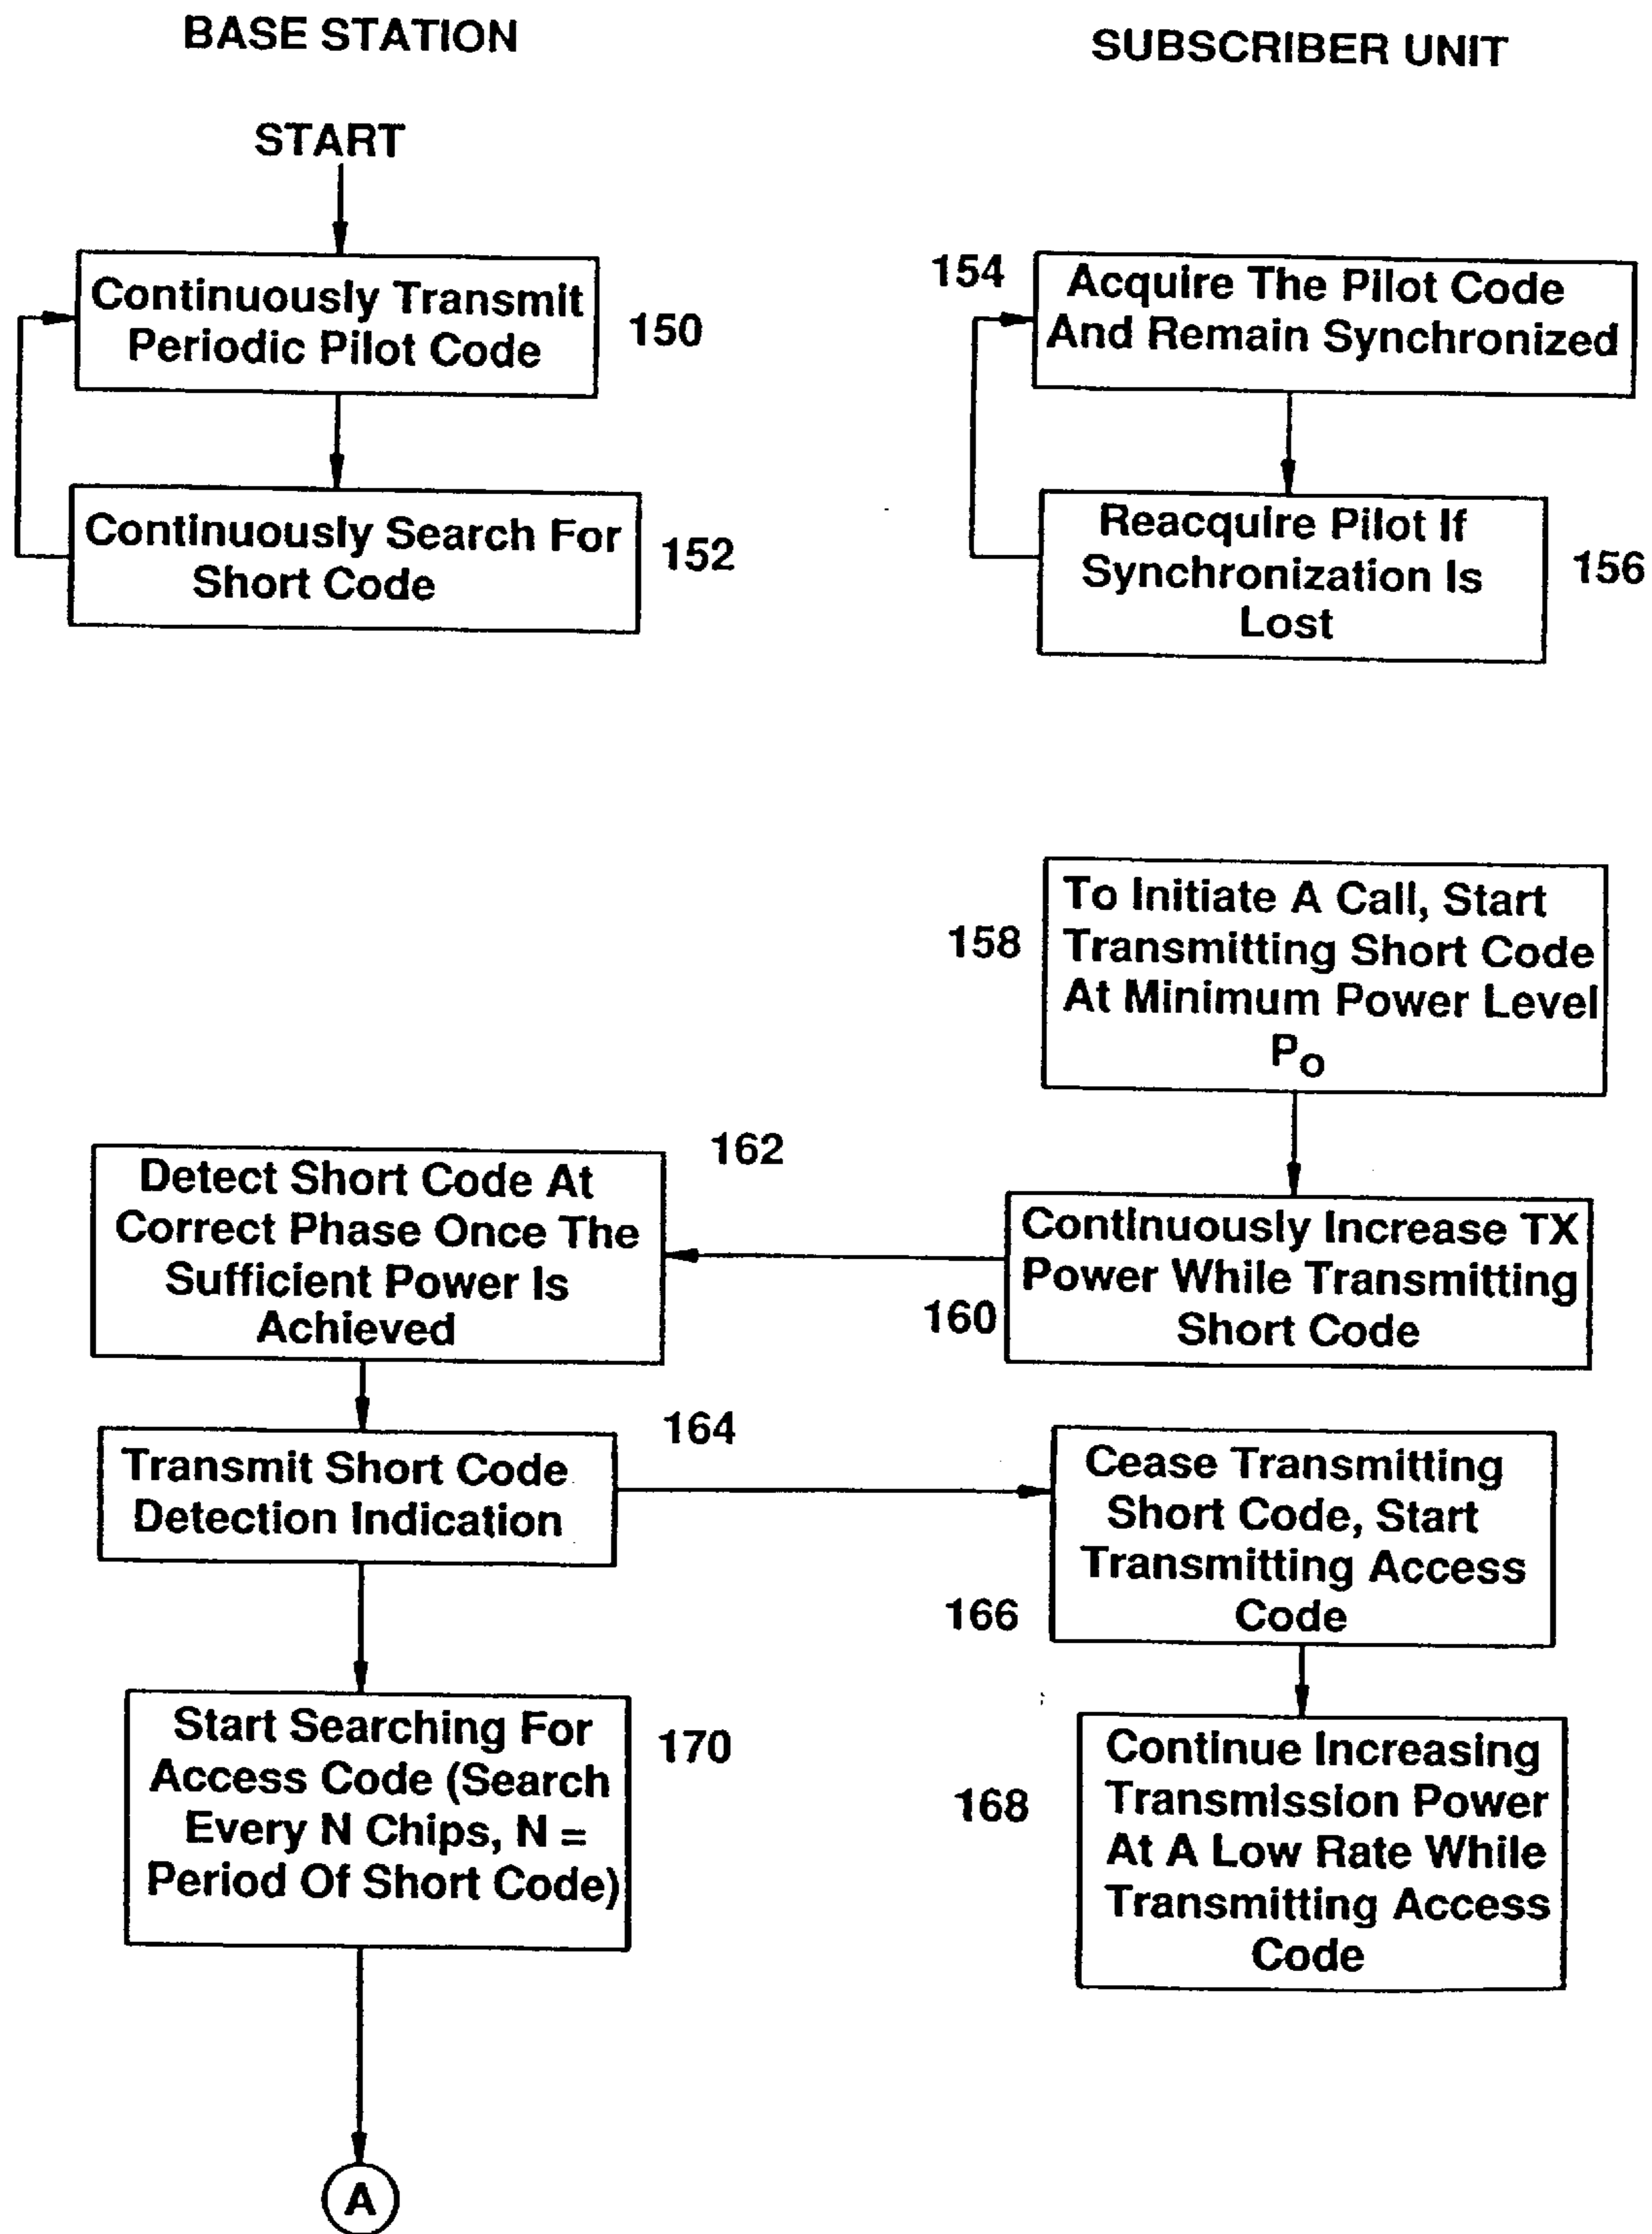 BASE STATION
SUBSCRIBER UNIT
START
Continuously Transmit
Periodic Pilot Code
150
154
Acquire The Pilot Code
And Remain Synchronized
Continuously Search For
Short Code
152
Reacquire Pilot If
Synchronization Is
Lost
156
158
To Initiate A Call, Start
Transmitting Short Code
At Minimum Power Level
Po
162
Detect Short Code At
Correct Phase Once The
Sufficient Power Is
Achieved
Continuously Increase TX
Power While Transmitting
Short Code
160
164
Transmit Short Code
Detection Indication
Cease Transmitting
Short Code, Start
Transmitting Access
Code
166
Start Searching For
Access Code (Search
Every N Chips, N =
Period Of Short Code)
170
168
Continue Increasing
Transmission Power
At A Low Rate While
Transmitting Access
Code
A